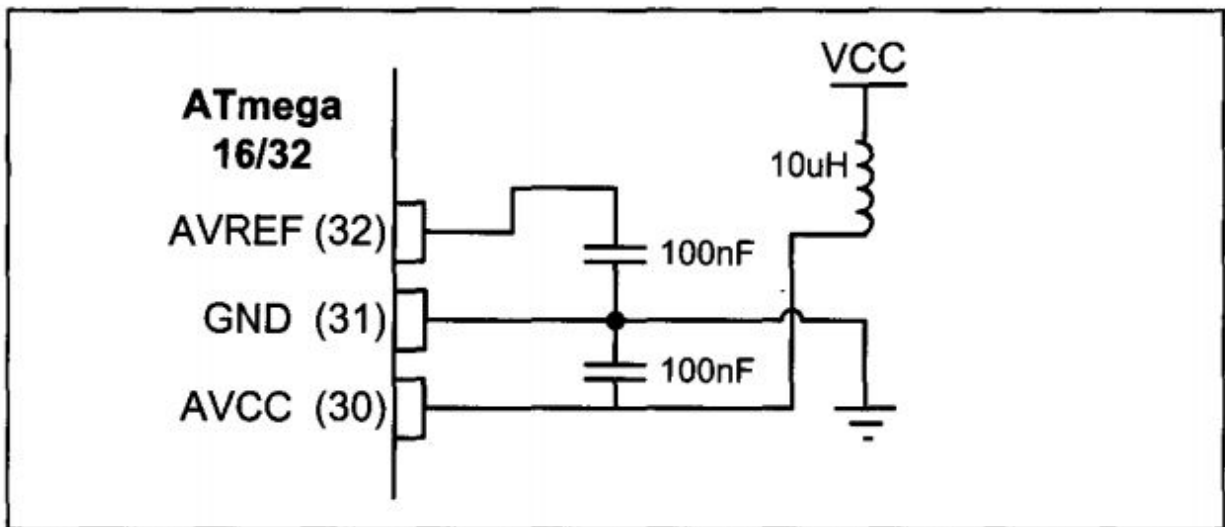 VCC
ATmega
16/32
10uH
AVREF (32)
100nF
GND (31)
100nF
AVCC (30)